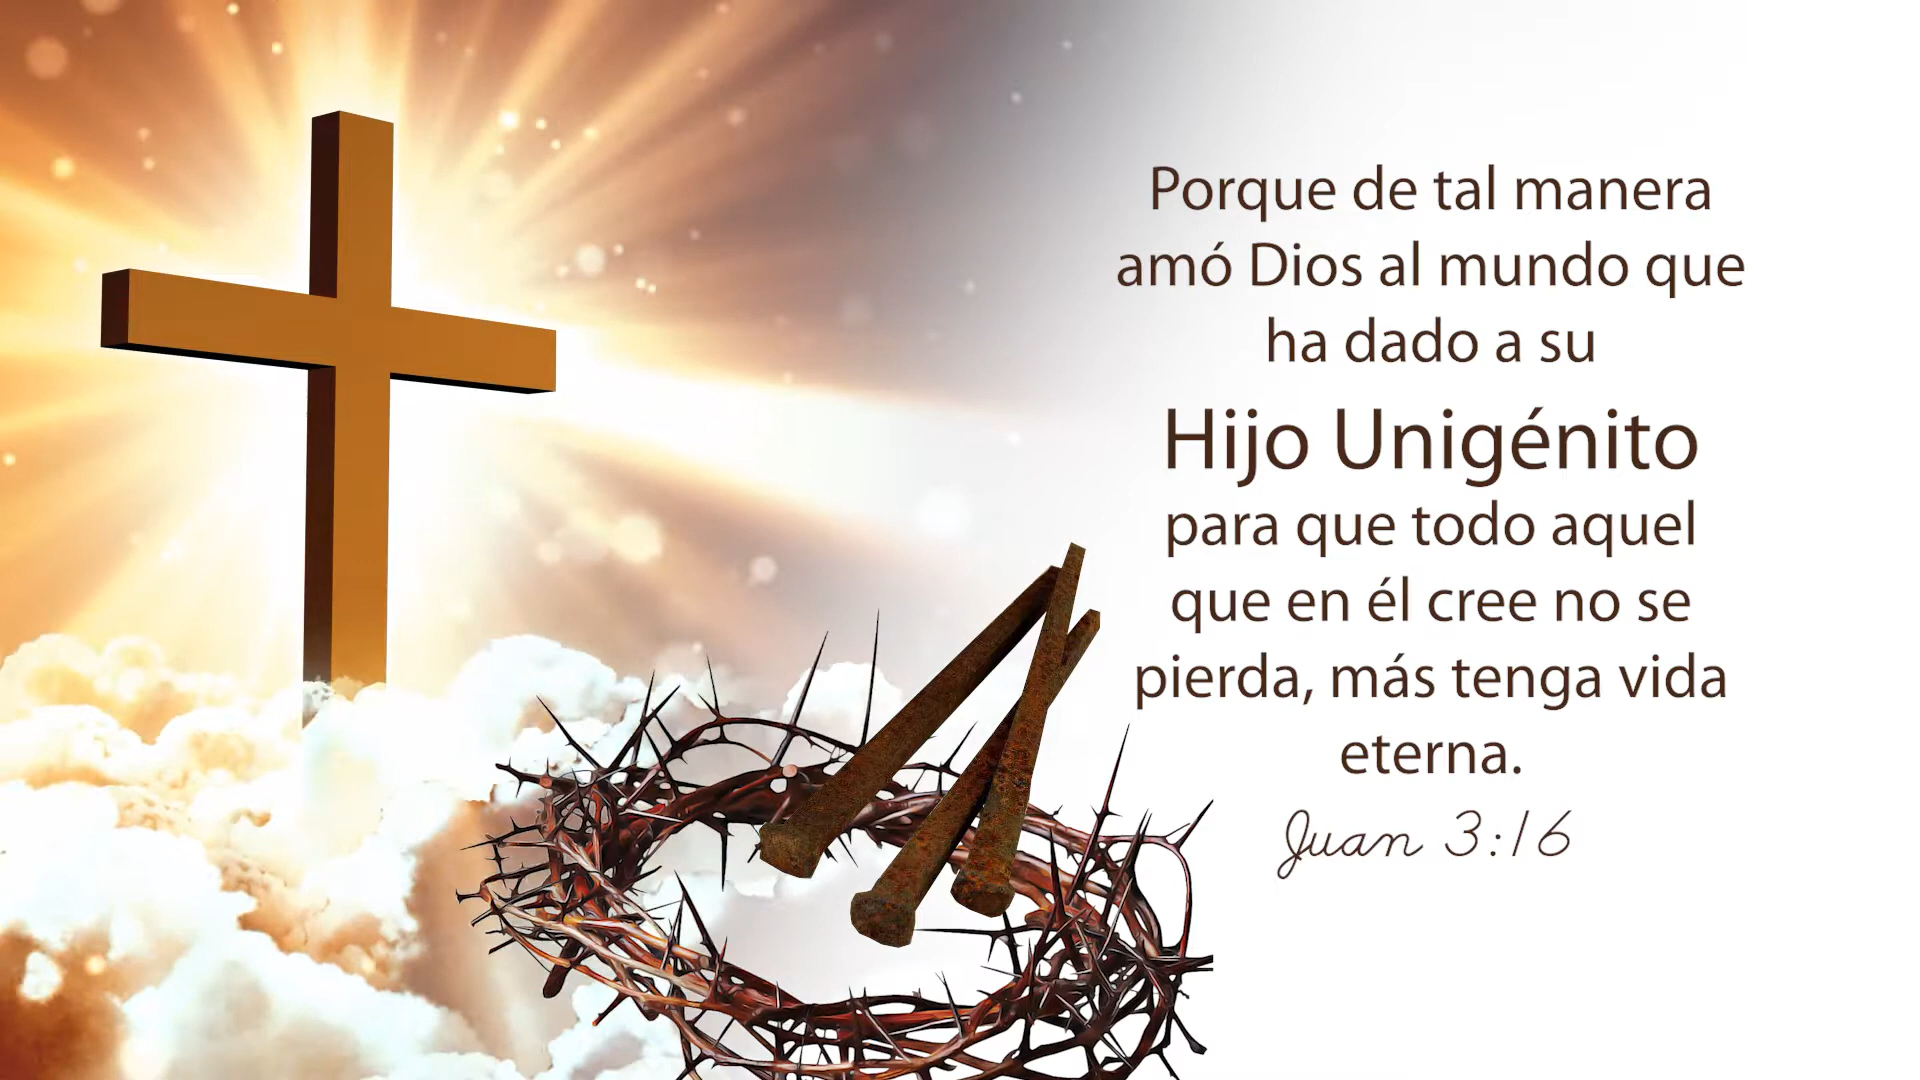 Porque de tal manera
amó Dios al mundo que
ha dado a su
Hijo Unigénito
para que todo aquel
que en él cree no se
pierda, más tenga vida
eterna.
Juan 3:16